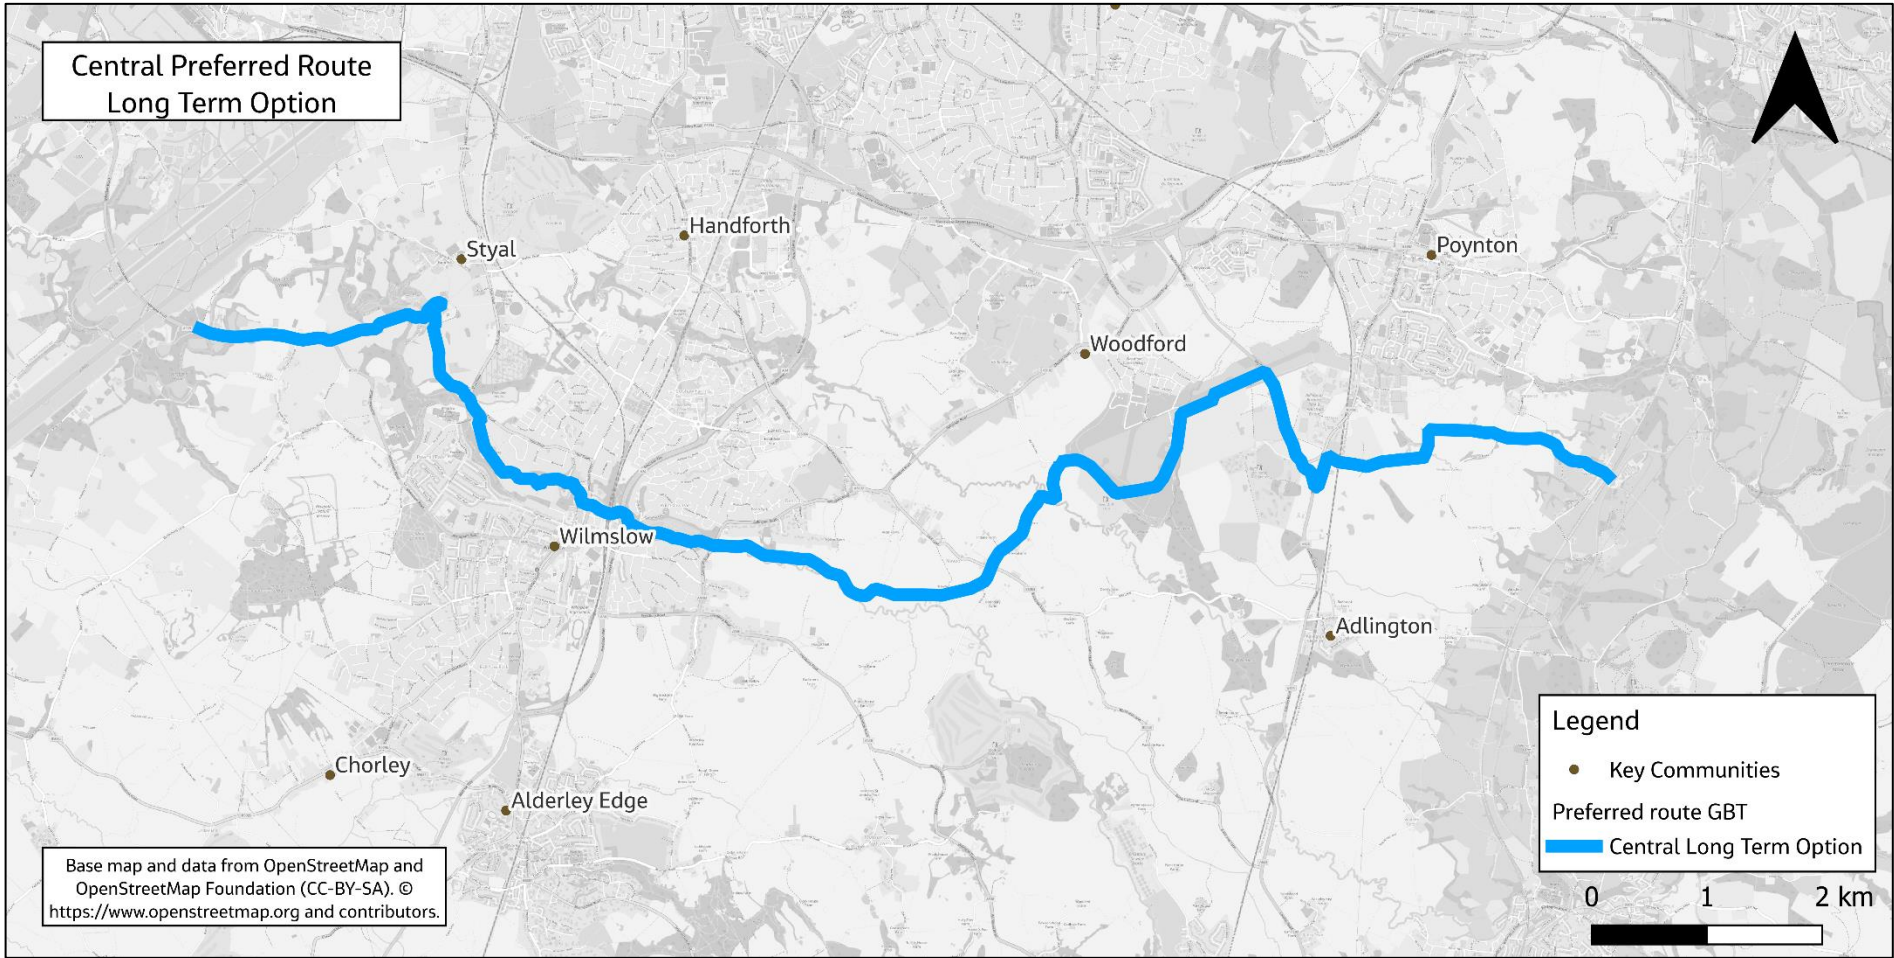 Central Preferred Route
Long Term Option
Handforth
Styal
Poynton
Woodford
Wilmslow
Adlington
Chorley
Alderley Edge
Legend
Key Communities
Preferred route GBT
Central Long Term Option
0 1 2 km
Base map and data from OpenStreetMap and
OpenStreetMap Foundation (CC-BY-SA). ©
https://www.openstreetmap.org and contributors.